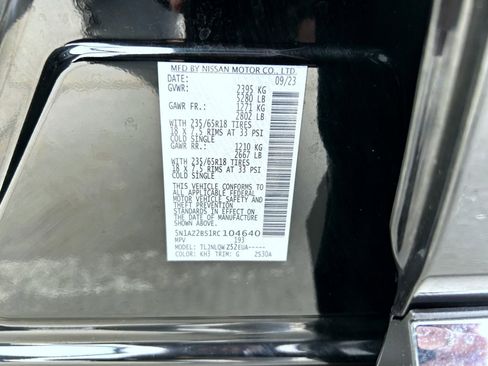 MFD BY NISSAN MOTOR CO., LTD.
DATE: 09/23
GVWR: 2395 KG
5280 LB
GAWR FR.: 1271 KG
2802 LB
WITH 235/65R18 TIRES
18 X 7.5 RIMS AT 33 PSI
COLD SINGLE
GAWR RR.: 1210 KG
2667 LB
WITH 235/65R18 TIRES
18 X 7.5 RIMS AT 33 PSI
COLD SINGLE
THIS VEHICLE CONFORMS TO
ALL APPLICABLE FEDERAL
MOTOR VEHICLE SAFETY
STANDARDS IN EFFECT ON
THE DATE OF MANUFACTURE
SHOWN ABOVE.
5N1AZ2BS1RC104640
MPV 293
MODEL: TLJNLQWZ52EUA-----
COLOR: KH3 TRIM: G 2530A